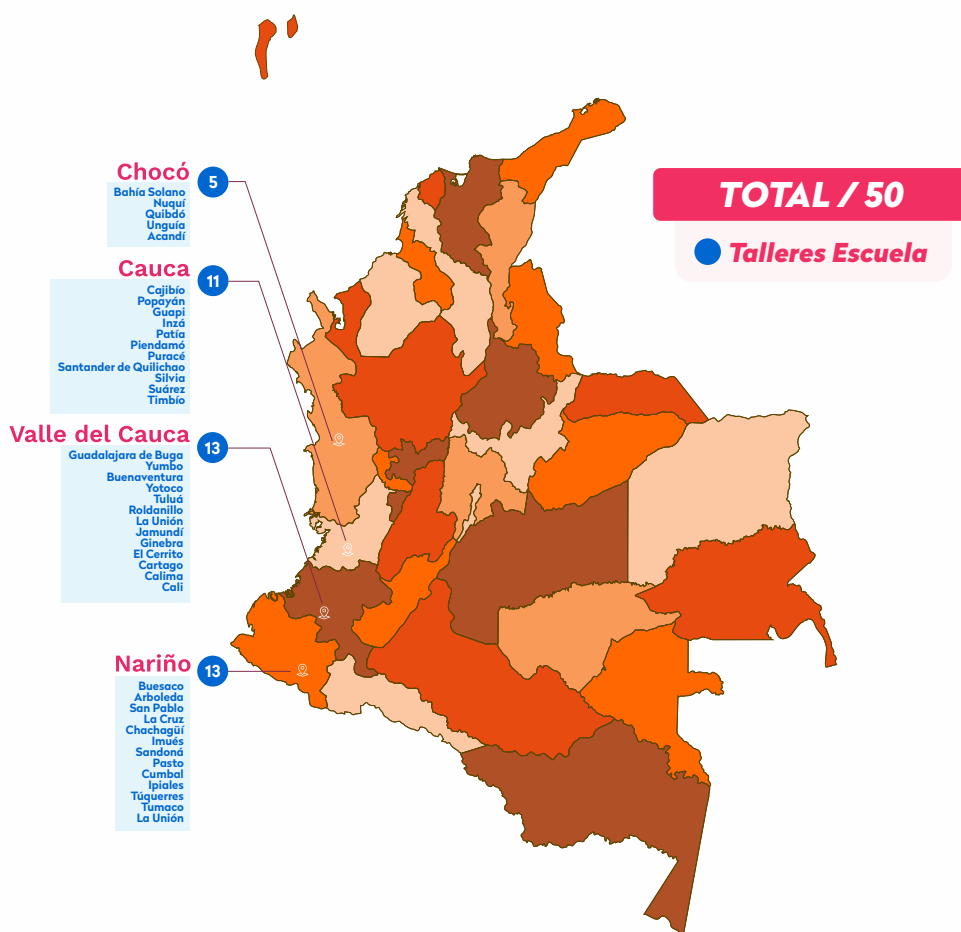 Chocó
5
Bahía Solano
Nuquí
Quibdó
Unguía
Acandí
Cauca
11
Cajibío
Popayán
Guapi
Inzá
Patía
Piendamó
Puracé
Santander de Quilichao
Silvia
Suárez
Timbío
Valle del Cauca
13
Guadalajara de Buga
Yumbo
Buenaventura
Yotoco
Tuluá
Roldanillo
La Unión
Jamundí
Ginebra
El Cerrito
Cartago
Calima
Cali
Nariño
13
Buesaco
Arboleda
San Pablo
La Cruz
Chachagüí
Imués
Sandoná
Pasto
Cumbal
Ipiales
Túquerres
Tumaco
La Unión
TOTAL / 50
Talleres Escuela